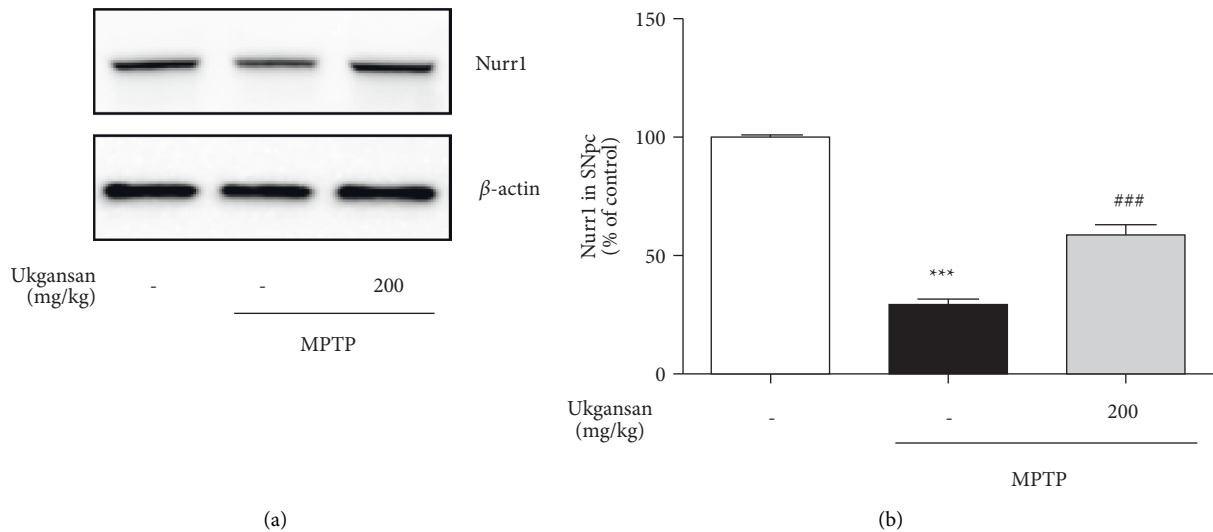 Nurr1
β-actin
Ukgansan
(mg/kg)
- - 200
MPTP
(a)
150
100
50
0
Nurr1 in SNpc
(% of control)
***
###
Ukgansan
(mg/kg)
- - 200
MPTP
(b)